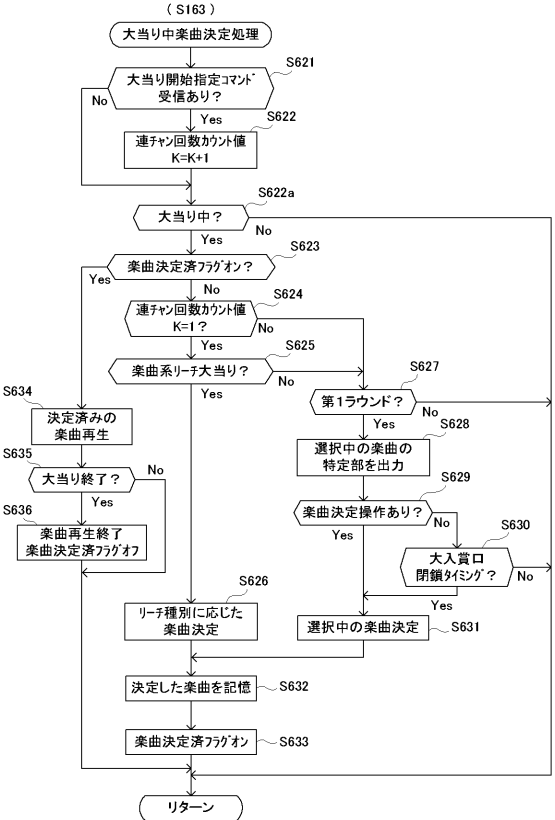 ( S163 )
大当り中楽曲決定処理
S621
大当り開始指定コマンド
受信あり？
No
Yes
S622
連チャン回数カウント値
K=K+1
S622a
大当り中？
No
Yes
S623
楽曲決定済フラグオン？
Yes
No
S624
連チャン回数カウント値
K=1？
No
Yes
S625
楽曲系リーチ大当り？
No
Yes
S627
第1ラウンド？
No
Yes
S634
決定済みの
楽曲再生
S628
選択中の楽曲の
特定部を出力
S635
大当り終了？
No
Yes
S629
楽曲決定操作あり？
No
Yes
S636
楽曲再生終了
楽曲決定済フラグオフ
S630
大入賞口
閉鎖タイミング？
No
Yes
S626
リーチ種別に応じた
楽曲決定
選択中の楽曲決定
S631
決定した楽曲を記憶
S632
楽曲決定済フラグオン
S633
リターン